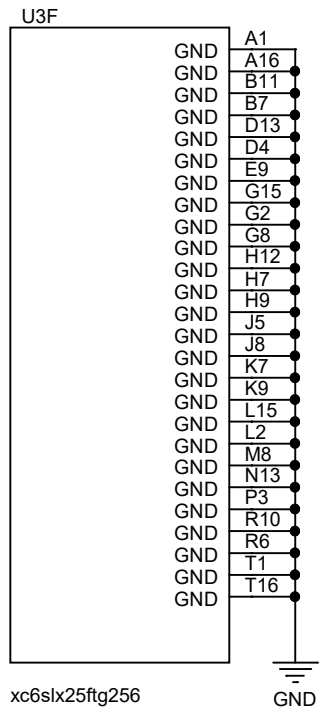 U3F
GND A1
GND A16
GND B11
GND B7
GND D13
GND D4
GND E9
GND G15
GND G2
GND G8
GND H12
GND H7
GND H9
GND J5
GND J8
GND K7
GND K9
GND L15
GND L2
GND M8
GND N13
GND P3
GND R10
GND R6
GND T1
GND T16
xc6slx25ftg256
GND